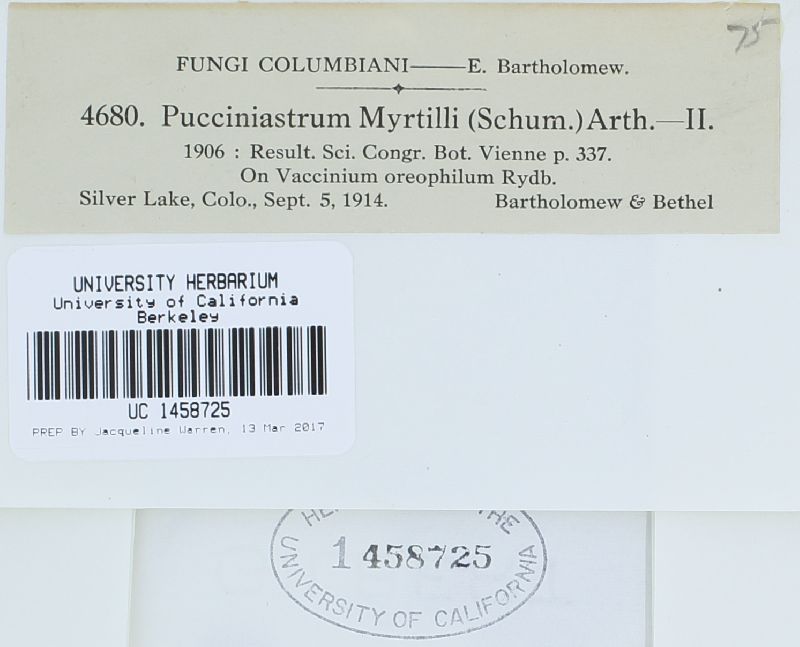 75
FUNGI COLUMBIANI——E. Bartholomew.
4680. Pucciniastrum Myrtilli (Schum.) Arth.—II.
1906 : Result. Sci. Congr. Bot. Vienne p. 337.
On Vaccinium oreophilum Rydb.
Silver Lake, Colo., Sept. 5, 1914. Bartholomew & Bethel
UNIVERSITY HERBARIUM
University of California
Berkeley
UC 1458725
PREP BY Jacqueline Warren, 13 Mar 2017
THE
1458725
UNIVERSITY OF CALIFORNIA